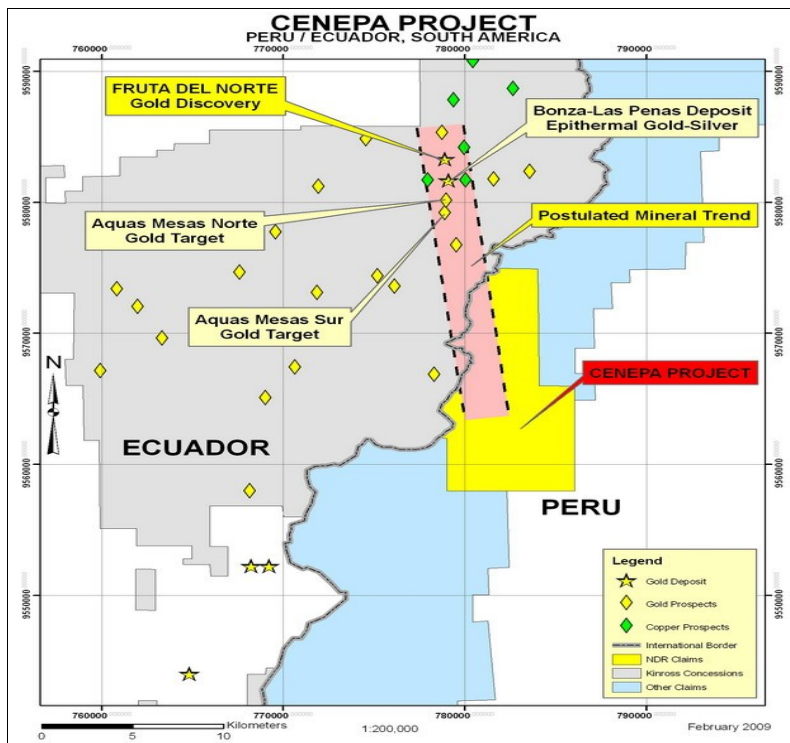 CENEPA PROJECT
PERU / ECUADOR, SOUTH AMERICA
760000 770000 780000 790000
9590000 9590000
FRUTA DEL NORTE
Gold Discovery
Bonza-Las Penas Deposit
Epithermal Gold-Silver
9580000 9580000
Aquas Mesas Norte
Gold Target
Postulated Mineral Trend
Aquas Mesas Sur
Gold Target
9570000 9570000
N
CENEPA PROJECT
ECUADOR
9560000 9560000
PERU
Legend
Gold Deposit
Gold Prospects
Copper Prospects
International Border
NDR Claims
Kinross Concessions
Other Claims
9550000 9550000
760000 770000 780000 790000
Kilometers
0 5 10
1:200,000
February 2009